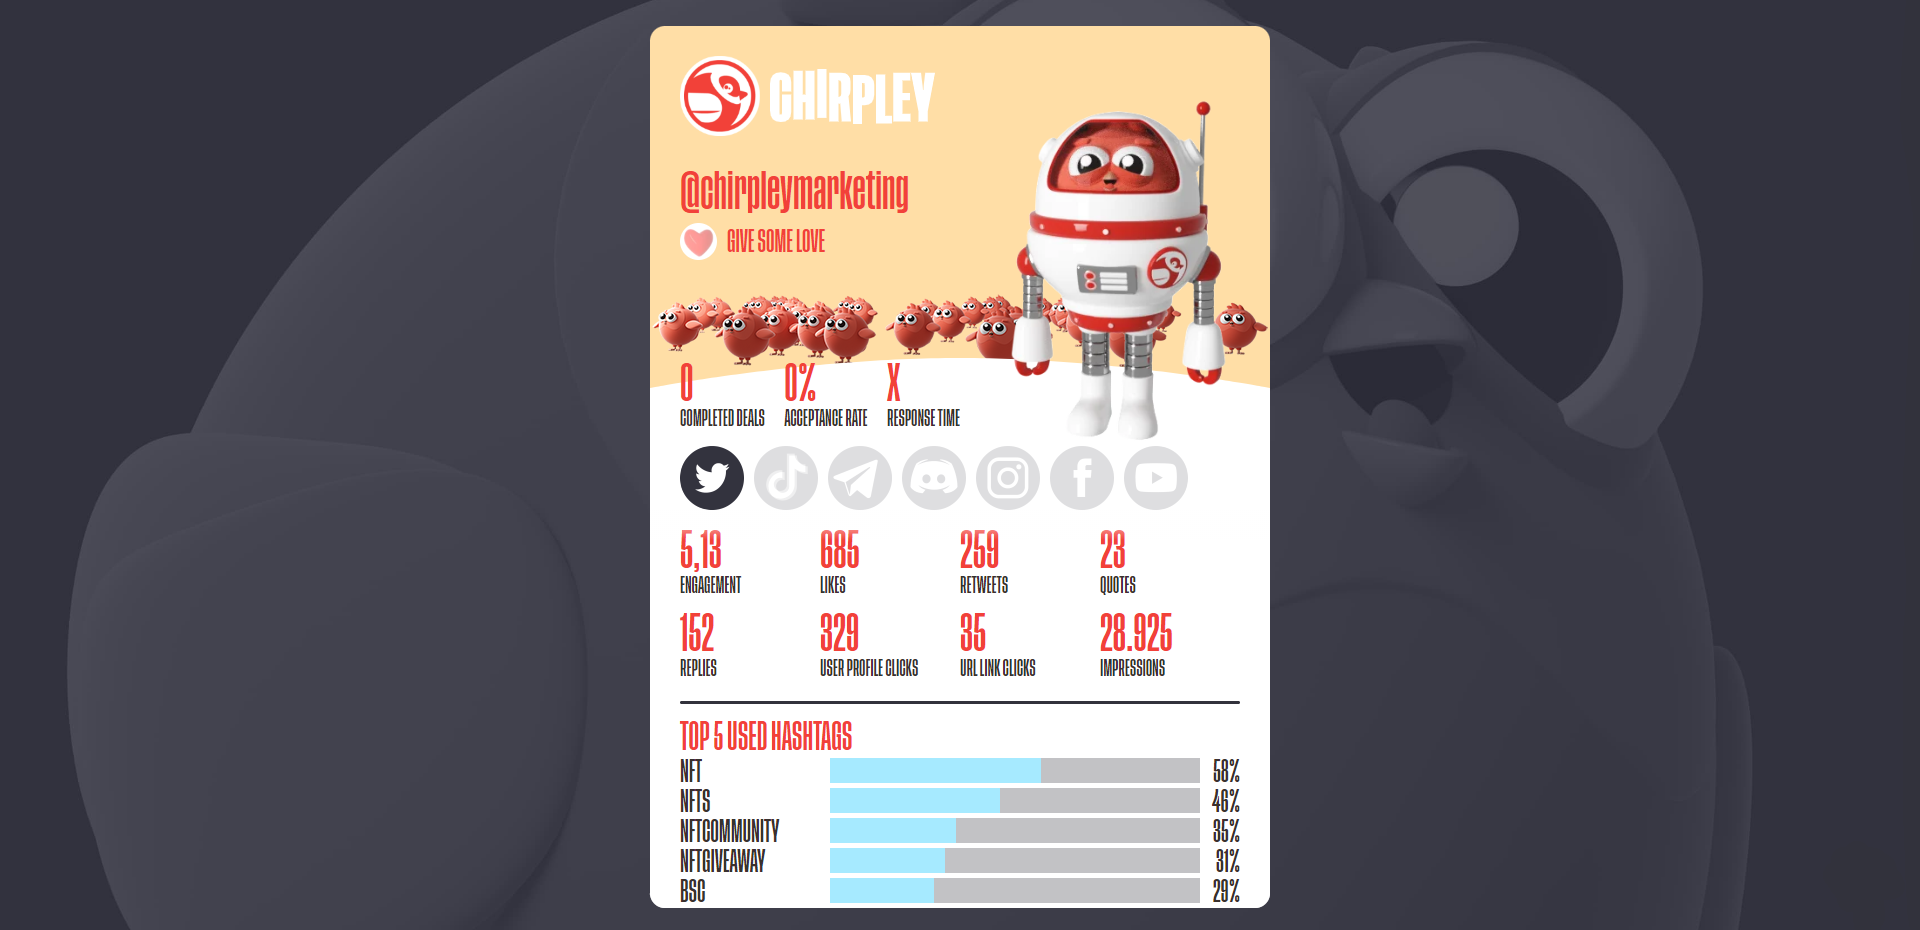 CHIRPLEY
@chirpleymarketing
GIVE SOME LOVE
0 0% X
COMPLETED DEALS ACCEPTANCE RATE RESPONSE TIME
5,13 685 259 23
ENGAGEMENT LIKES RETWEETS QUOTES
152 329 35 28.925
REPLIES USER PROFILE CLICKS URL LINK CLICKS IMPRESSIONS
TOP 5 USED HASHTAGS
NFT 58%
NFTS 46%
NFTCOMMUNITY 35%
NFTGIVEAWAY 31%
BSC 29%